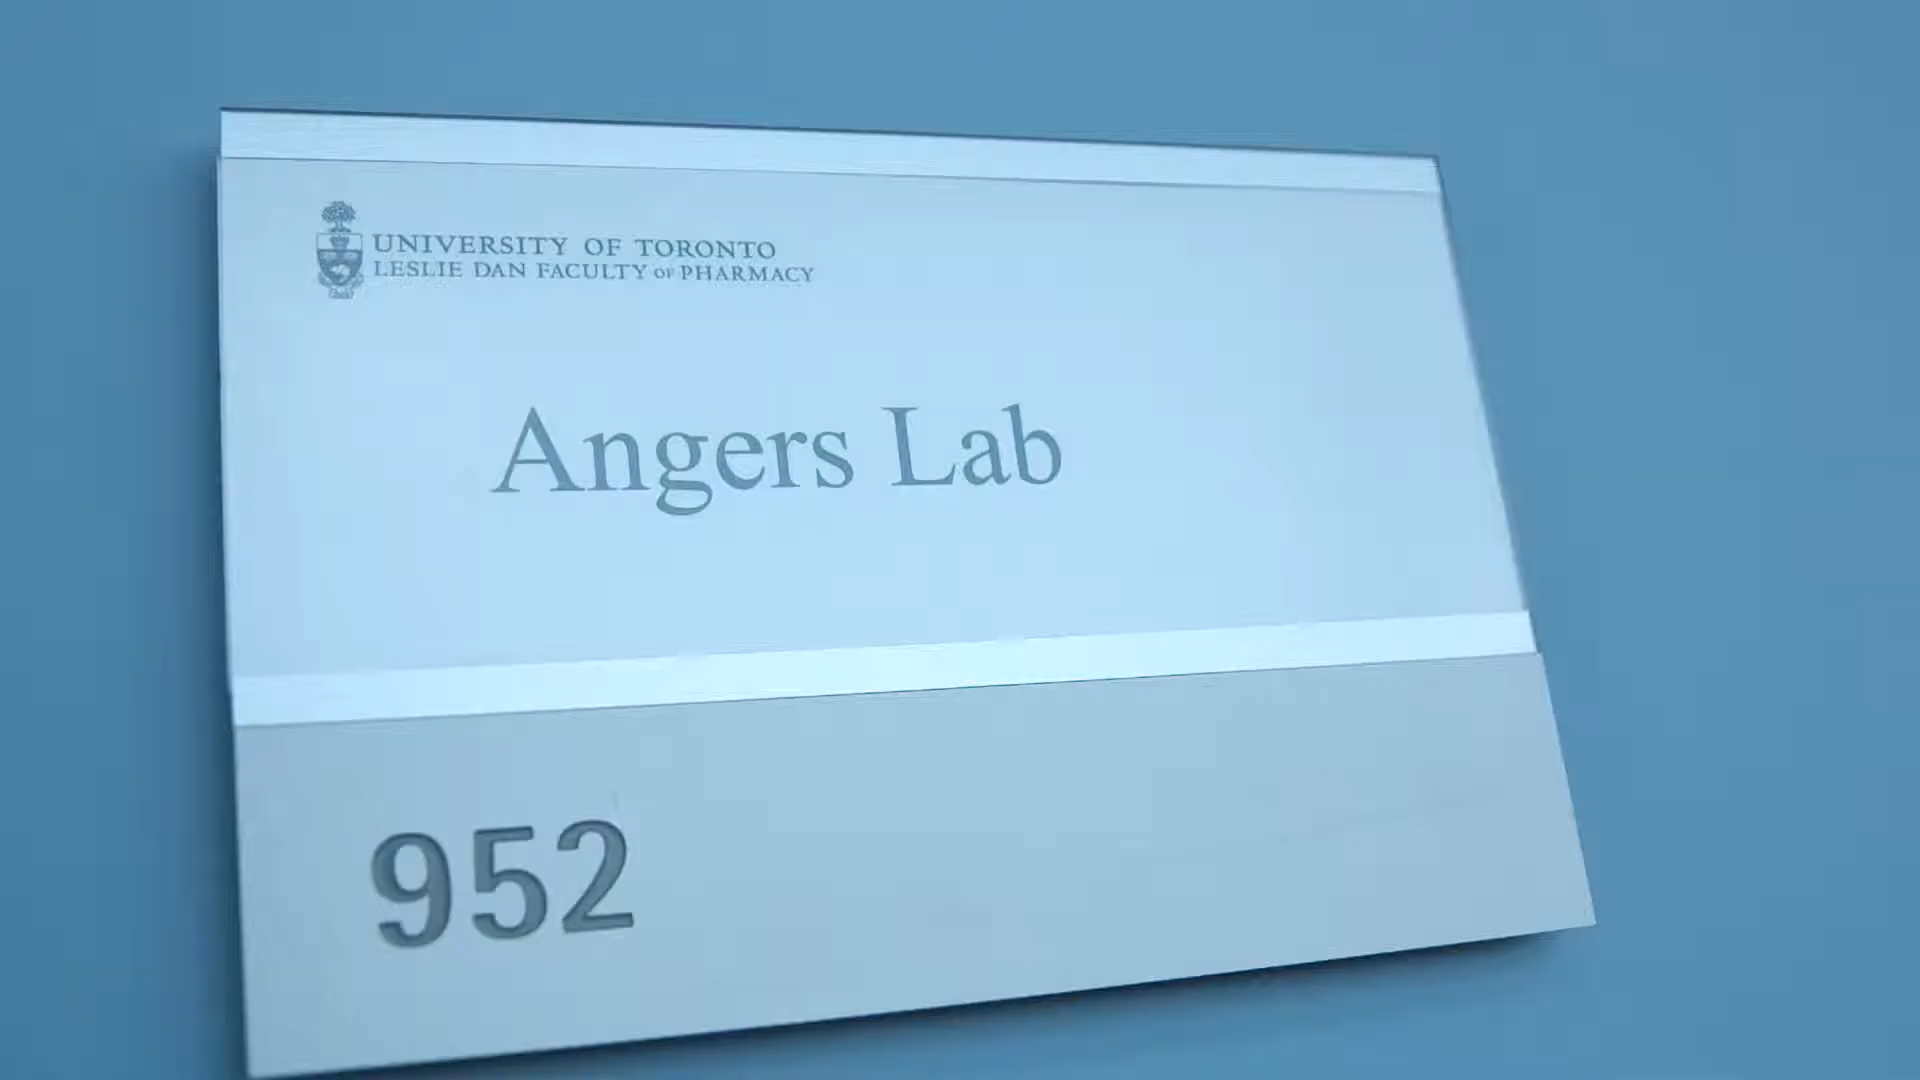 UNIVERSITY OF TORONTO
LESLIE DAN FACULTY OF PHARMACY
Angers Lab
952